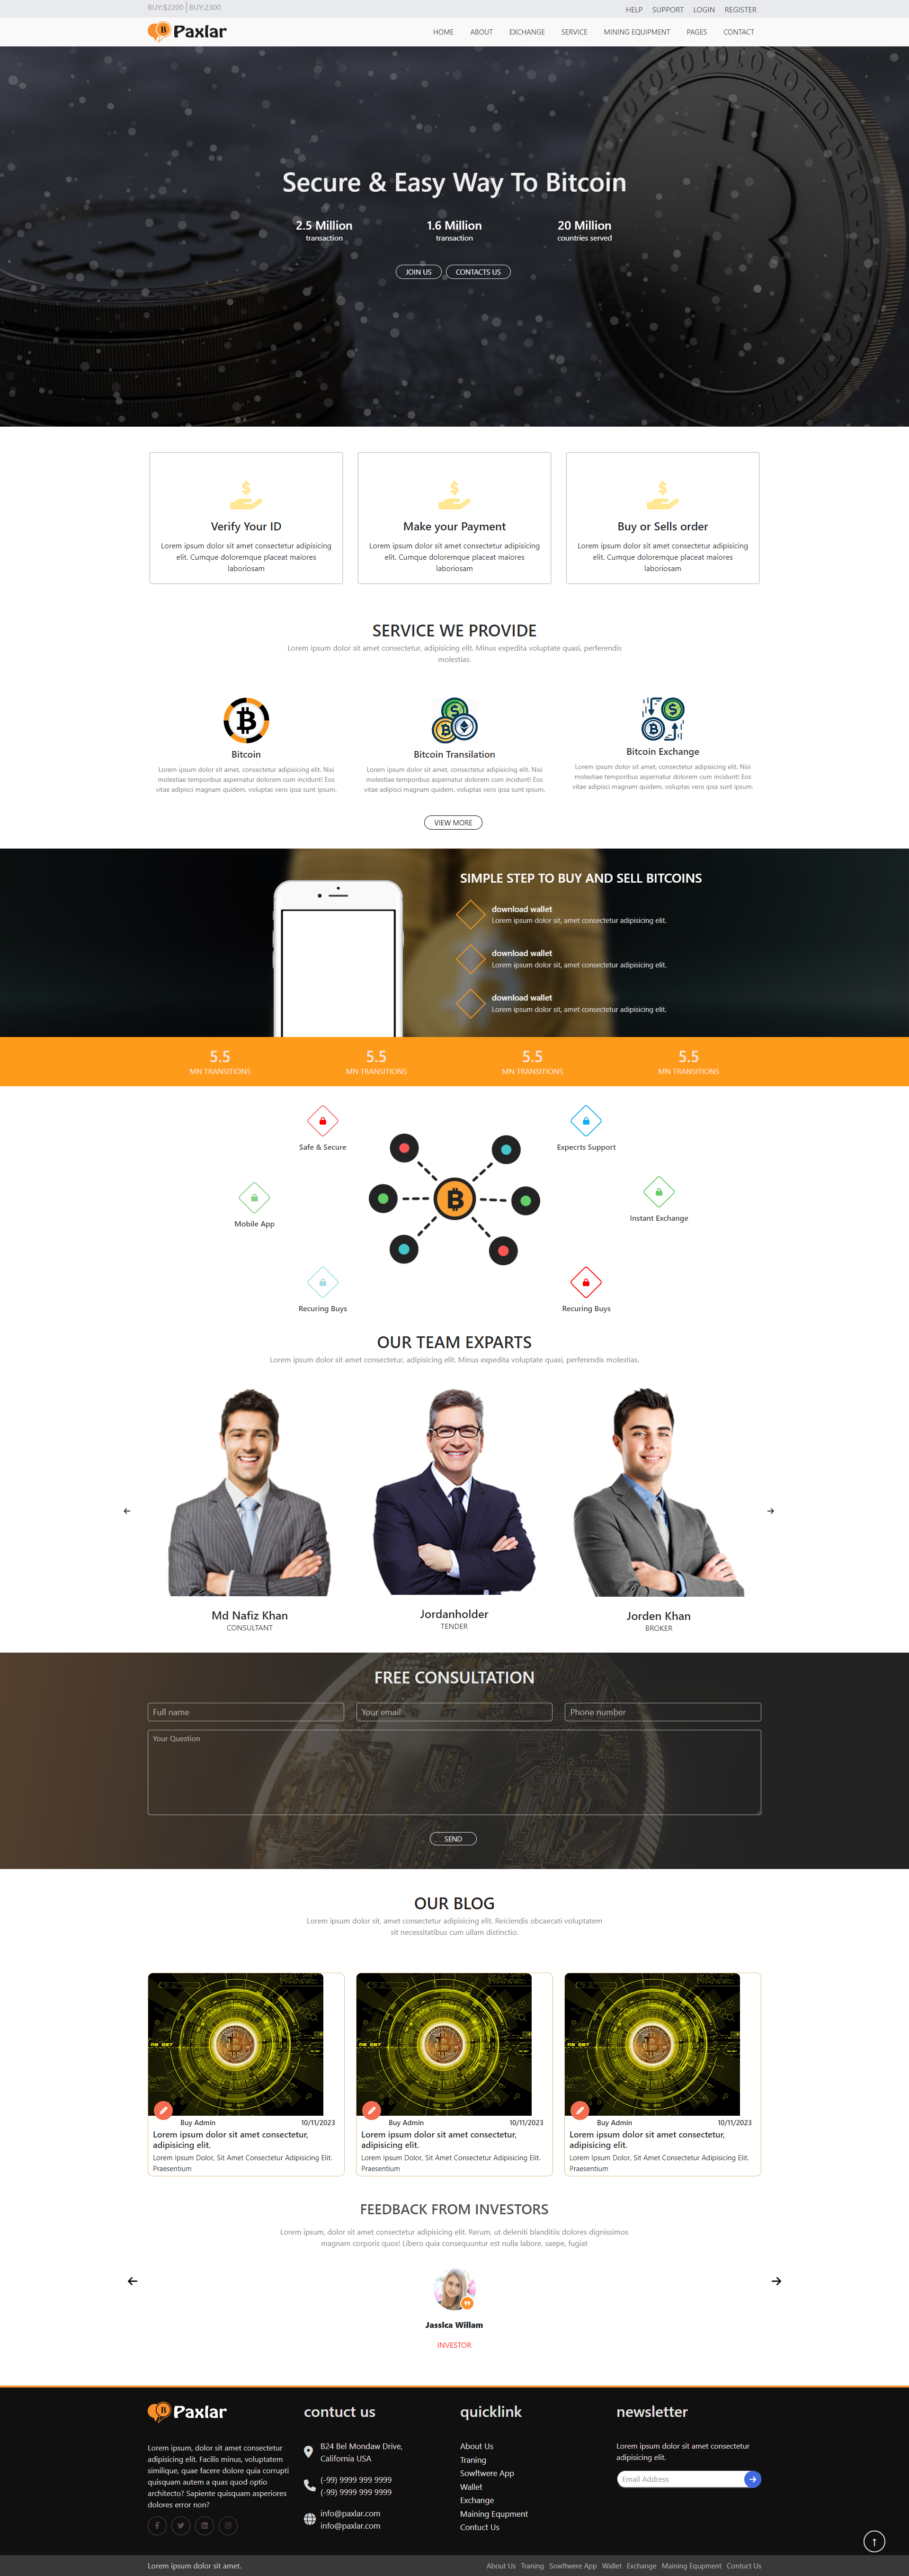 BUY:$2200 | BUY:2300
HELP SUPPORT LOGIN REGISTER
Paxlar
HOME ABOUT EXCHANGE SERVICE MINING EQUIPMENT PAGES CONTACT
Secure & Easy Way To Bitcoin
2.5 Million
transaction
1.6 Million
transaction
20 Million
countries served
JOIN US
CONTACTS US
Verify Your ID
Lorem ipsum dolor sit amet consectetur adipisicing
elit. Cumque doloremque placeat maiores
laboriosam
Make your Payment
Lorem ipsum dolor sit amet consectetur adipisicing
elit. Cumque doloremque placeat maiores
laboriosam
Buy or Sells order
Lorem ipsum dolor sit amet consectetur adipisicing
elit. Cumque doloremque placeat maiores
laboriosam
SERVICE WE PROVIDE
Lorem ipsum dolor sit amet consectetur, adipisicing elit. Minus expedita voluptate quasi, perferendis
molestias.
Bitcoin
Lorem ipsum dolor sit amet, consectetur adipisicing elit. Nisi
molestiae temporibus aspernatur dolorem cum incidunt! Eos
vitae adipisci magnam quidem, voluptas vero ipsa sunt ipsum.
Bitcoin Transilation
Lorem ipsum dolor sit amet, consectetur adipisicing elit. Nisi
molestiae temporibus aspernatur dolorem cum incidunt! Eos
vitae adipisci magnam quidem, voluptas vero ipsa sunt ipsum.
Bitcoin Exchange
Lorem ipsum dolor sit amet, consectetur adipisicing elit. Nisi
molestiae temporibus aspernatur dolorem cum incidunt! Eos
vitae adipisci magnam quidem, voluptas vero ipsa sunt ipsum.
VIEW MORE
SIMPLE STEP TO BUY AND SELL BITCOINS
download wallet
Lorem ipsum dolor sit, amet consectetur adipisicing elit.
download wallet
Lorem ipsum dolor sit, amet consectetur adipisicing elit.
download wallet
Lorem ipsum dolor sit, amet consectetur adipisicing elit.
5.5
MN TRANSITIONS
5.5
MN TRANSITIONS
5.5
MN TRANSITIONS
5.5
MN TRANSITIONS
Safe & Secure
Expecrts Support
Mobile App
Instant Exchange
Recuring Buys
Recuring Buys
OUR TEAM EXPARTS
Lorem ipsum dolor sit amet consectetur, adipisicing elit. Minus expedita voluptate quasi, perferendis molestias.
Md Nafiz Khan
CONSULTANT
Jordanholder
TENDER
Jorden Khan
BROKER
FREE CONSULTATION
Full name
Your email
Phone number
Your Question
SEND
OUR BLOG
Lorem ipsum dolor sit, amet consectetur adipisicing elit. Reiciendis obcaecati voluptatem
sit necessitatibus cum ullam distinctio.
Buy Admin 10/11/2023
Lorem ipsum dolor sit amet consectetur,
adipisicing elit.
Lorem Ipsum Dolor, Sit Amet Consectetur Adipisicing Elit.
Praesentium
Buy Admin 10/11/2023
Lorem ipsum dolor sit amet consectetur,
adipisicing elit.
Lorem Ipsum Dolor, Sit Amet Consectetur Adipisicing Elit.
Praesentium
Buy Admin 10/11/2023
Lorem ipsum dolor sit amet consectetur,
adipisicing elit.
Lorem Ipsum Dolor, Sit Amet Consectetur Adipisicing Elit.
Praesentium
FEEDBACK FROM INVESTORS
Lorem ipsum, dolor sit amet consectetur adipisicing elit. Rerum, ut deleniti blanditiis dolores dignissimos
magnam corporis quos! Libero quia consequuntur est nulla labore, saepe, fugiat
Jassica Willam
INVESTOR
Paxlar
Lorem ipsum, dolor sit amet consectetur
adipisicing elit. Facilis minus, voluptatem
similique, quae facere dolore quia corrupti
quisquam autem a quas quod optio
architecto? Sapiente quisquam asperiores
dolores error non?
contuct us
B24 Bel Mondaw Drive,
California USA
(-99) 9999 999 9999
(-99) 9999 999 9999
info@paxlar.com
info@paxlar.com
quicklink
About Us
Traning
Sowftwere App
Wallet
Exchange
Maining Equpment
Contuct Us
newsletter
Lorem ipsum dolor sit amet consectetur
adipisicing elit.
Email Address
Lorem ipsum dolor sit amet.
About Us Traning Sowftwere App Wallet Exchange Maining Equpment Contuct Us